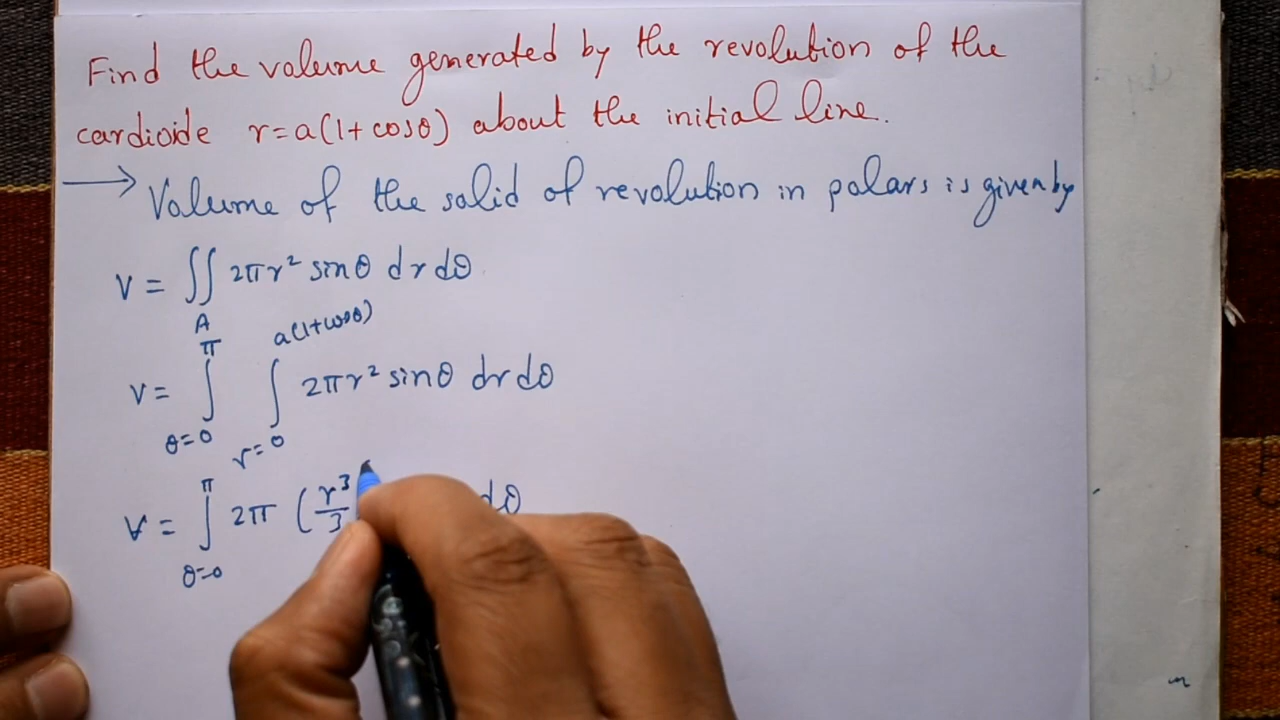 Find the volume generated by the revolution of the
cardioide r=a(1+cosθ) about the initial line.
→ Volume of the solid of revolution in polars is given by
V = ∬ 2πr² sinθ dr dθ
A
π a(1+cosθ)
V = ∫ ∫ 2πr² sinθ dr dθ
θ=0 r=0
π
V = ∫ 2π (r³/3 dθ
θ=0